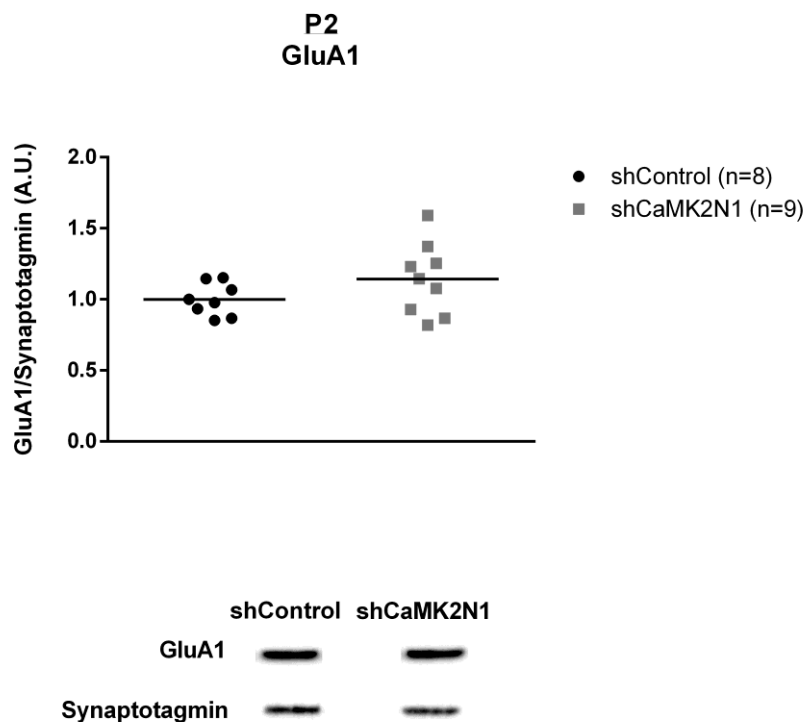 P2
GluA1
GluA1/Synaptotagmin (A.U.)
2.0
1.5
1.0
0.5
0.0
shControl (n=8)
shCaMK2N1 (n=9)
shControl shCaMK2N1
GluA1
Synaptotagmin